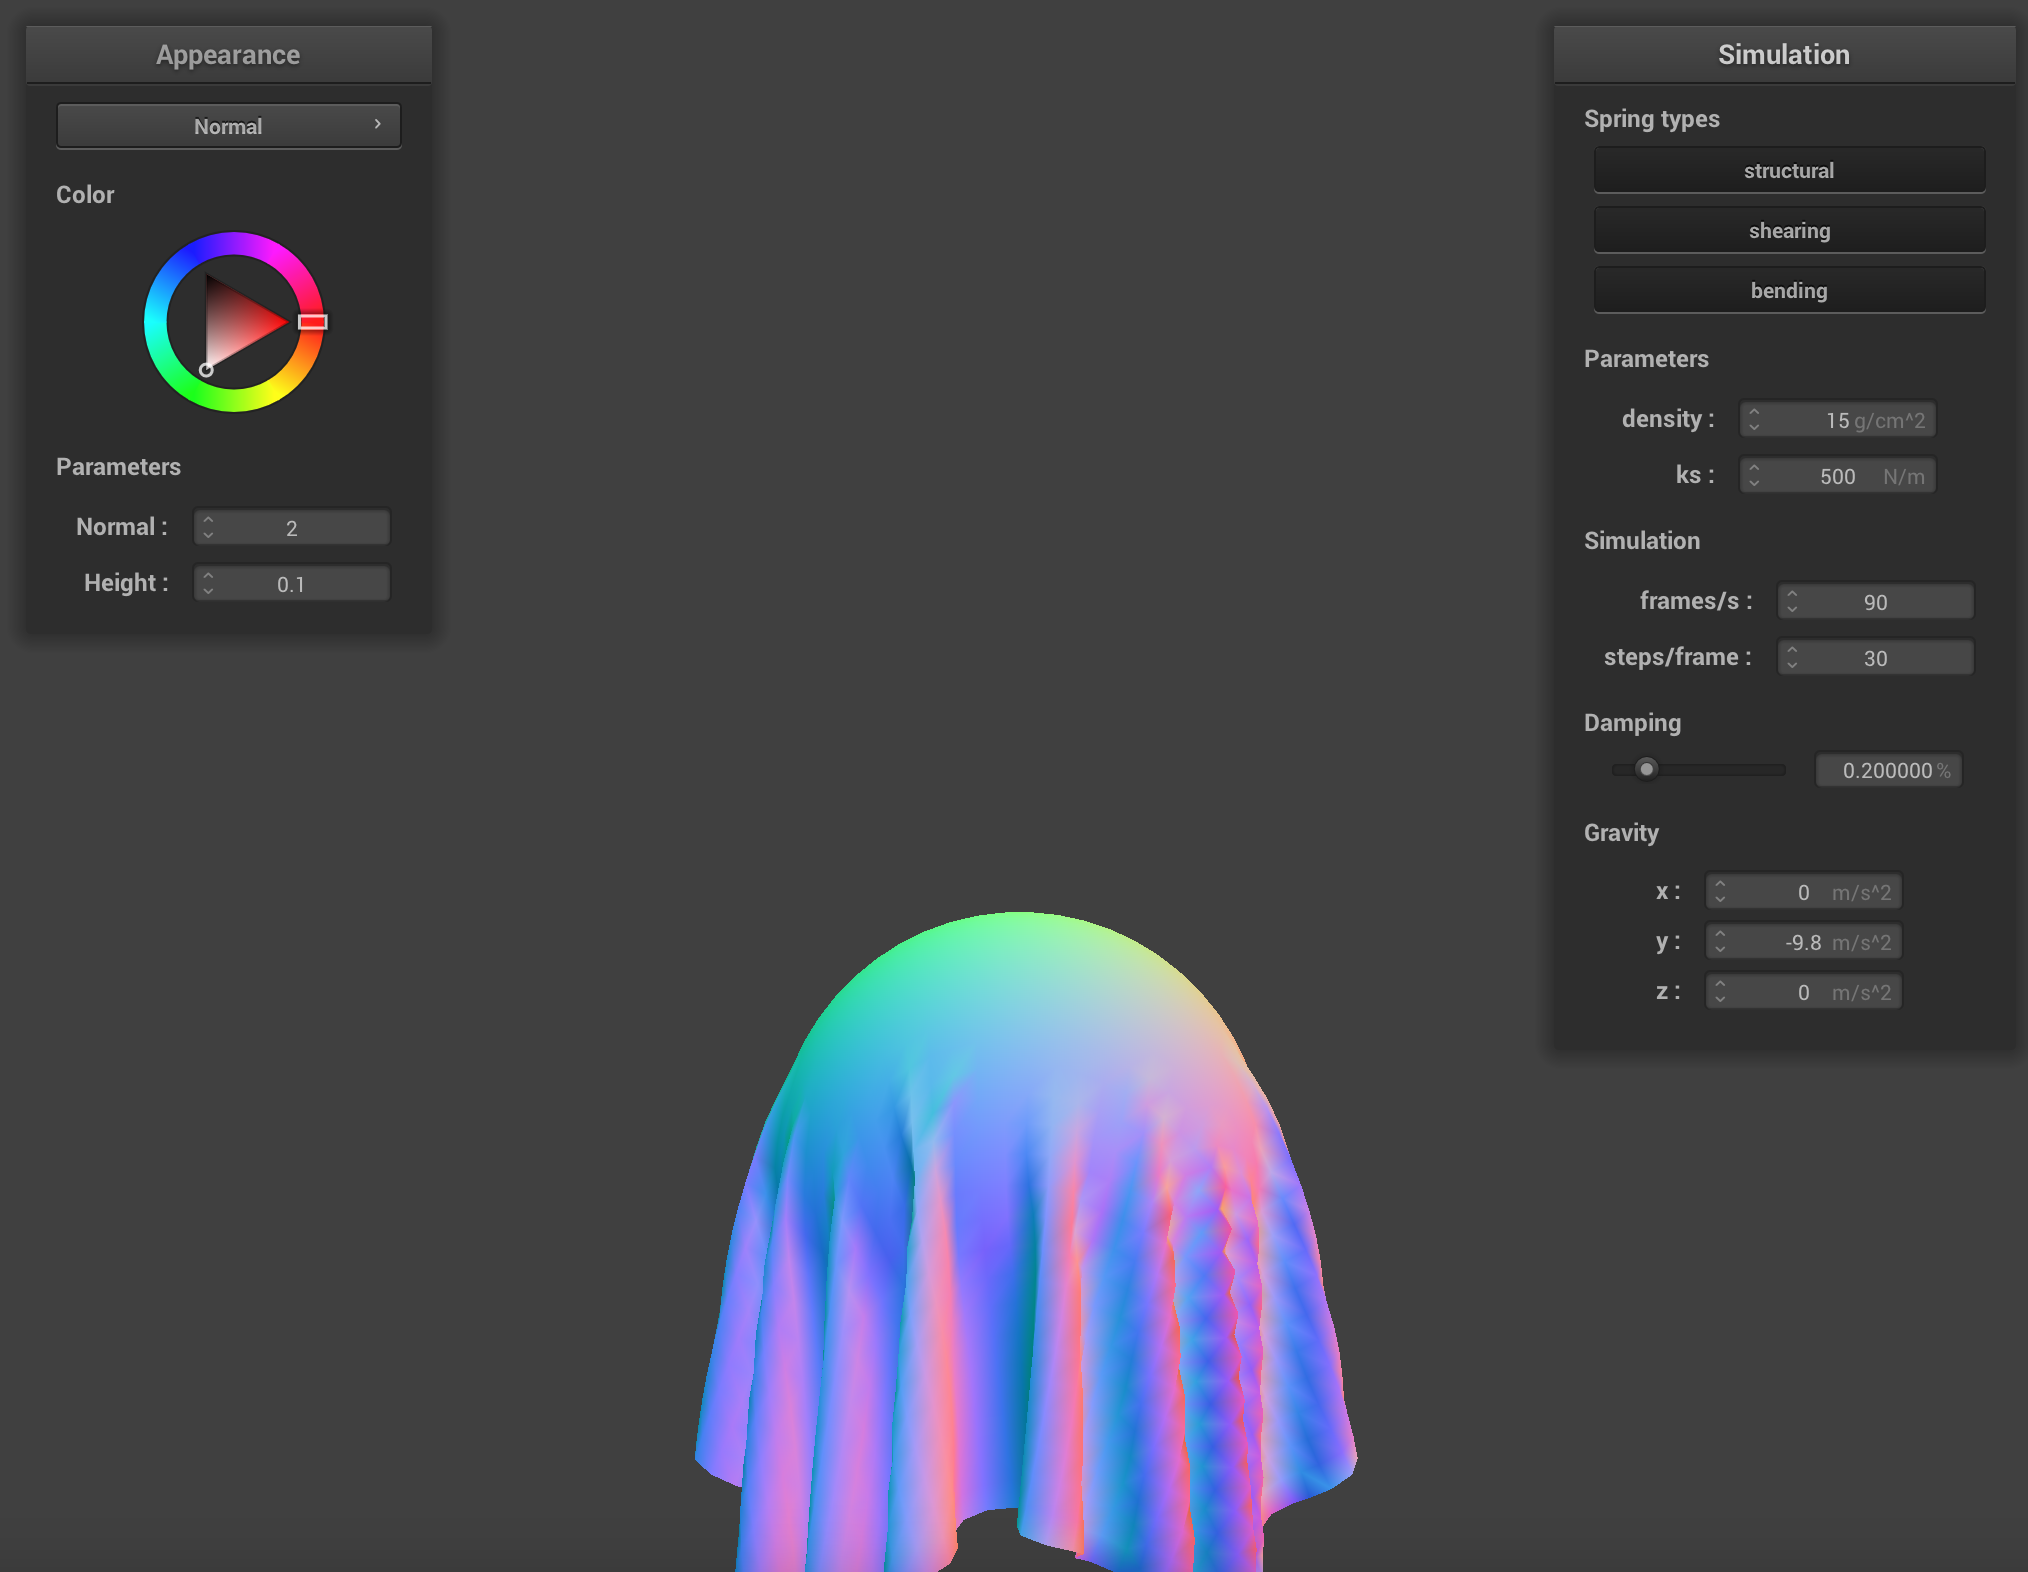 Appearance
Normal
Color
Parameters
Normal : 2
Height : 0.1
Simulation
Spring types
structural
shearing
bending
Parameters
density : 15 g/cm^2
ks : 500 N/m
Simulation
frames/s : 90
steps/frame : 30
Damping
0.200000 %
Gravity
x : 0 m/s^2
y : -9.8 m/s^2
z : 0 m/s^2